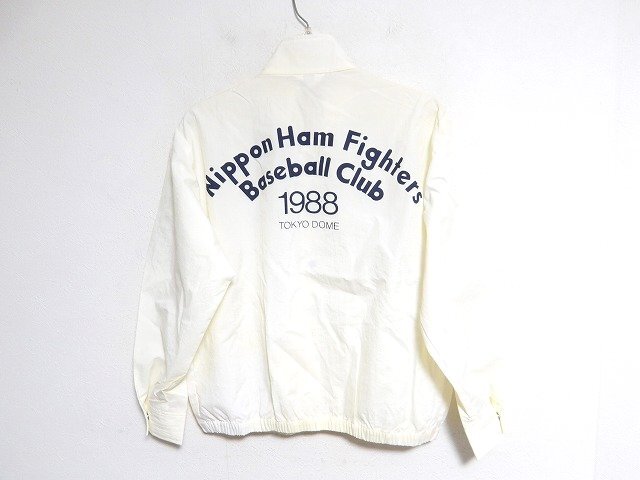 Nippon Ham Fighters
Baseball Club
1988
TOKYO DOME